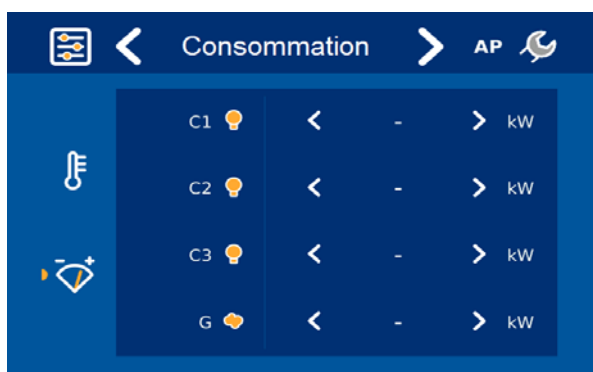 Consommation AP
C1 - kW
C2 - kW
C3 - kW
G - kW